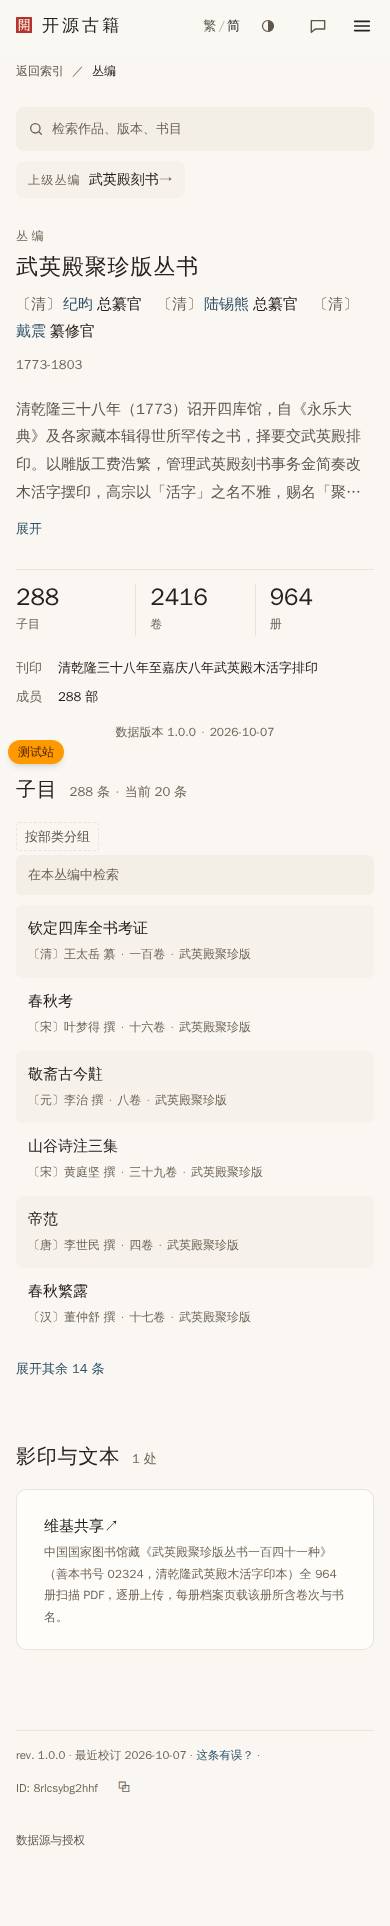 開 开源古籍 繁 / 简
返回索引 ／ 丛编
检索作品、版本、书目
上级丛编 武英殿刻书→
丛编
武英殿聚珍版丛书
〔清〕纪昀 总纂官 〔清〕陆锡熊 总纂官 〔清〕
戴震 纂修官
1773-1803
清乾隆三十八年（1773）诏开四库馆，自《永乐大
典》及各家藏本辑得世所罕传之书，择要交武英殿排
印。以雕版工费浩繁，管理武英殿刻书事务金简奏改
木活字摆印，高宗以「活字」之名不雅，赐名「聚…
展开
288 2416 964
子目 卷 册
刊印 清乾隆三十八年至嘉庆八年武英殿木活字排印
成员 288 部
数据版本 1.0.0 · 2026-10-07
测试站
子目 288 条 · 当前 20 条
按部类分组
在本丛编中检索
钦定四库全书考证
〔清〕王太岳 纂 · 一百卷 · 武英殿聚珍版
春秋考
〔宋〕叶梦得 撰 · 十六卷 · 武英殿聚珍版
敬斋古今黈
〔元〕李治 撰 · 八卷 · 武英殿聚珍版
山谷诗注三集
〔宋〕黄庭坚 撰 · 三十九卷 · 武英殿聚珍版
帝范
〔唐〕李世民 撰 · 四卷 · 武英殿聚珍版
春秋繁露
〔汉〕董仲舒 撰 · 十七卷 · 武英殿聚珍版
展开其余 14 条
影印与文本 1 处
维基共享↗
中国国家图书馆藏《武英殿聚珍版丛书一百四十一种》
（善本书号 02324，清乾隆武英殿木活字印本）全 964
册扫描 PDF，逐册上传，每册档案页载该册所含卷次与书
名。
rev. 1.0.0 · 最近校订 2026-10-07 · 这条有误？ ·
ID: 8rlcsybg2hhf
数据源与授权